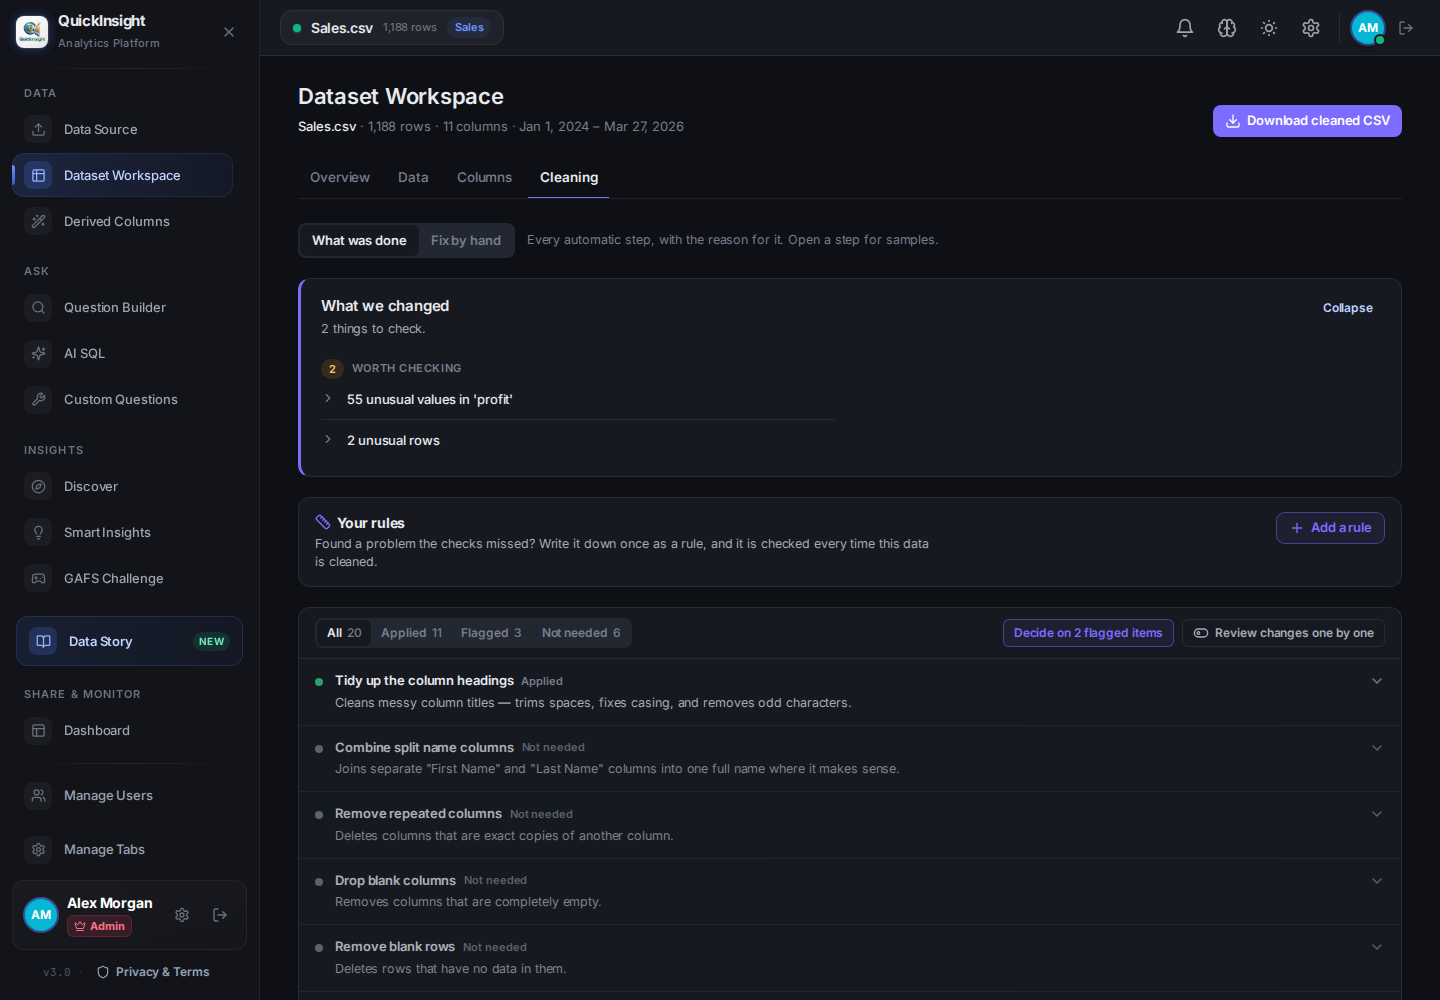 QuickInsight
Analytics Platform
DATA
Data Source
Dataset Workspace
Derived Columns
ASK
Question Builder
AI SQL
Custom Questions
INSIGHTS
Discover
Smart Insights
GAFS Challenge
Data Story NEW
SHARE & MONITOR
Dashboard
Manage Users
Manage Tabs
AM Alex Morgan
Admin
v3.0 · Privacy & Terms
Sales.csv 1,188 rows Sales
AM
Dataset Workspace
Sales.csv · 1,188 rows · 11 columns · Jan 1, 2024 – Mar 27, 2026
Download cleaned CSV
Overview Data Columns Cleaning
What was done Fix by hand Every automatic step, with the reason for it. Open a step for samples.
What we changed
Collapse
2 things to check.
2 WORTH CHECKING
55 unusual values in 'profit'
2 unusual rows
Your rules
Add a rule
Found a problem the checks missed? Write it down once as a rule, and it is checked every time this data
is cleaned.
All 20 Applied 11 Flagged 3 Not needed 6
Decide on 2 flagged items Review changes one by one
Tidy up the column headings Applied
Cleans messy column titles — trims spaces, fixes casing, and removes odd characters.
Combine split name columns Not needed
Joins separate "First Name" and "Last Name" columns into one full name where it makes sense.
Remove repeated columns Not needed
Deletes columns that are exact copies of another column.
Drop blank columns Not needed
Removes columns that are completely empty.
Remove blank rows Not needed
Deletes rows that have no data in them.